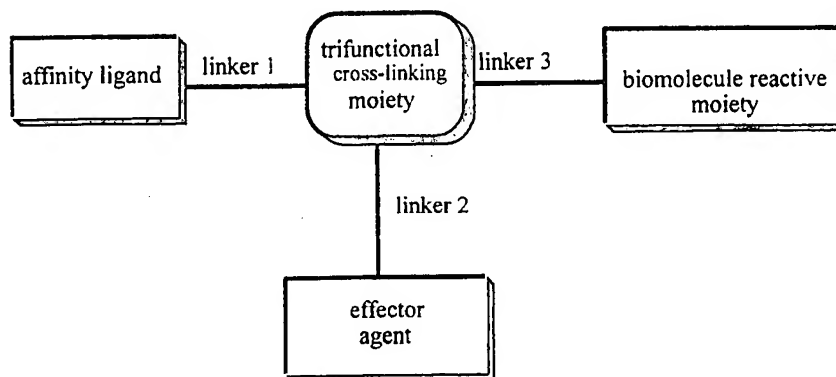 affinity ligand
linker 1
trifunctional
cross-linking
moiety
linker 3
biomolecule reactive
moiety
linker 2
effector
agent